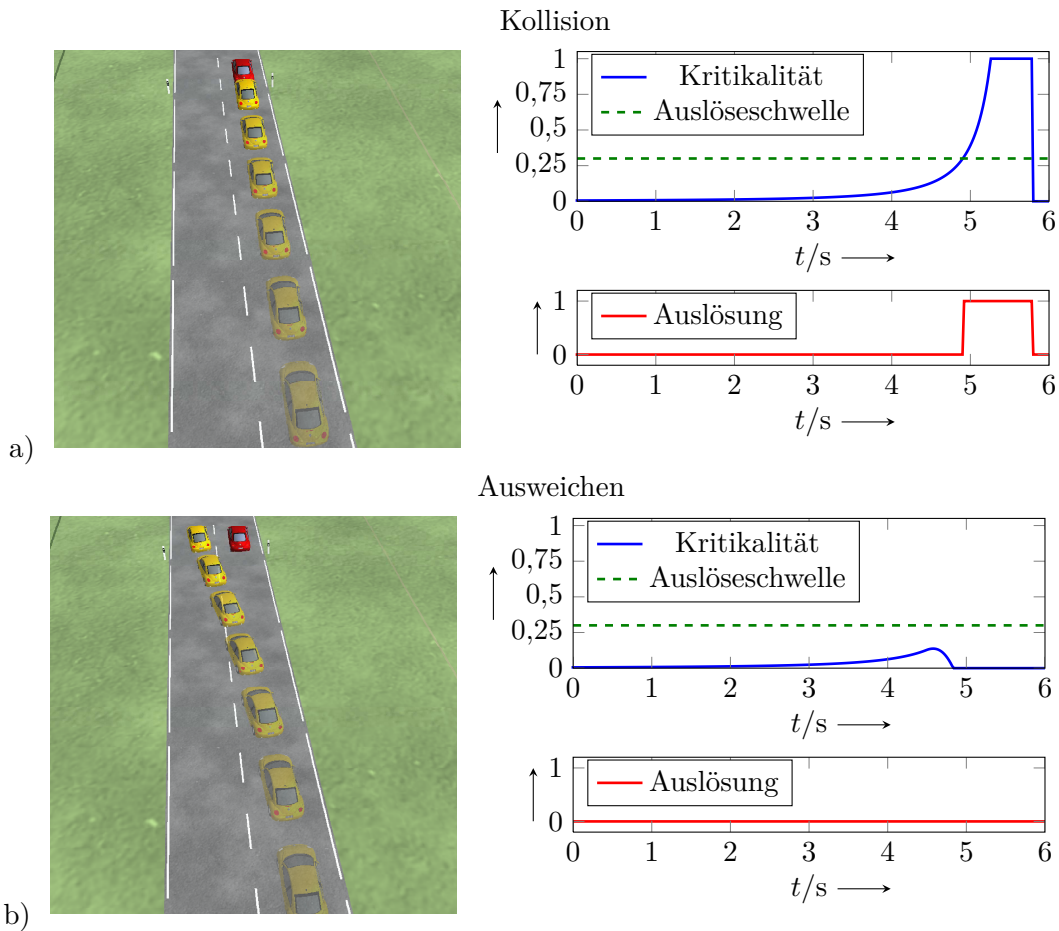 Kollision
1
0,75
0,5
0,25
0
Kritikalität
Auslöseschwelle
0 1 2 3 4 5 6
t/s
1
0
Auslösung
0 1 2 3 4 5 6
t/s
a)
Ausweichen
1
0,75
0,5
0,25
0
Kritikalität
Auslöseschwelle
0 1 2 3 4 5 6
t/s
1
0
Auslösung
0 1 2 3 4 5 6
t/s
b)